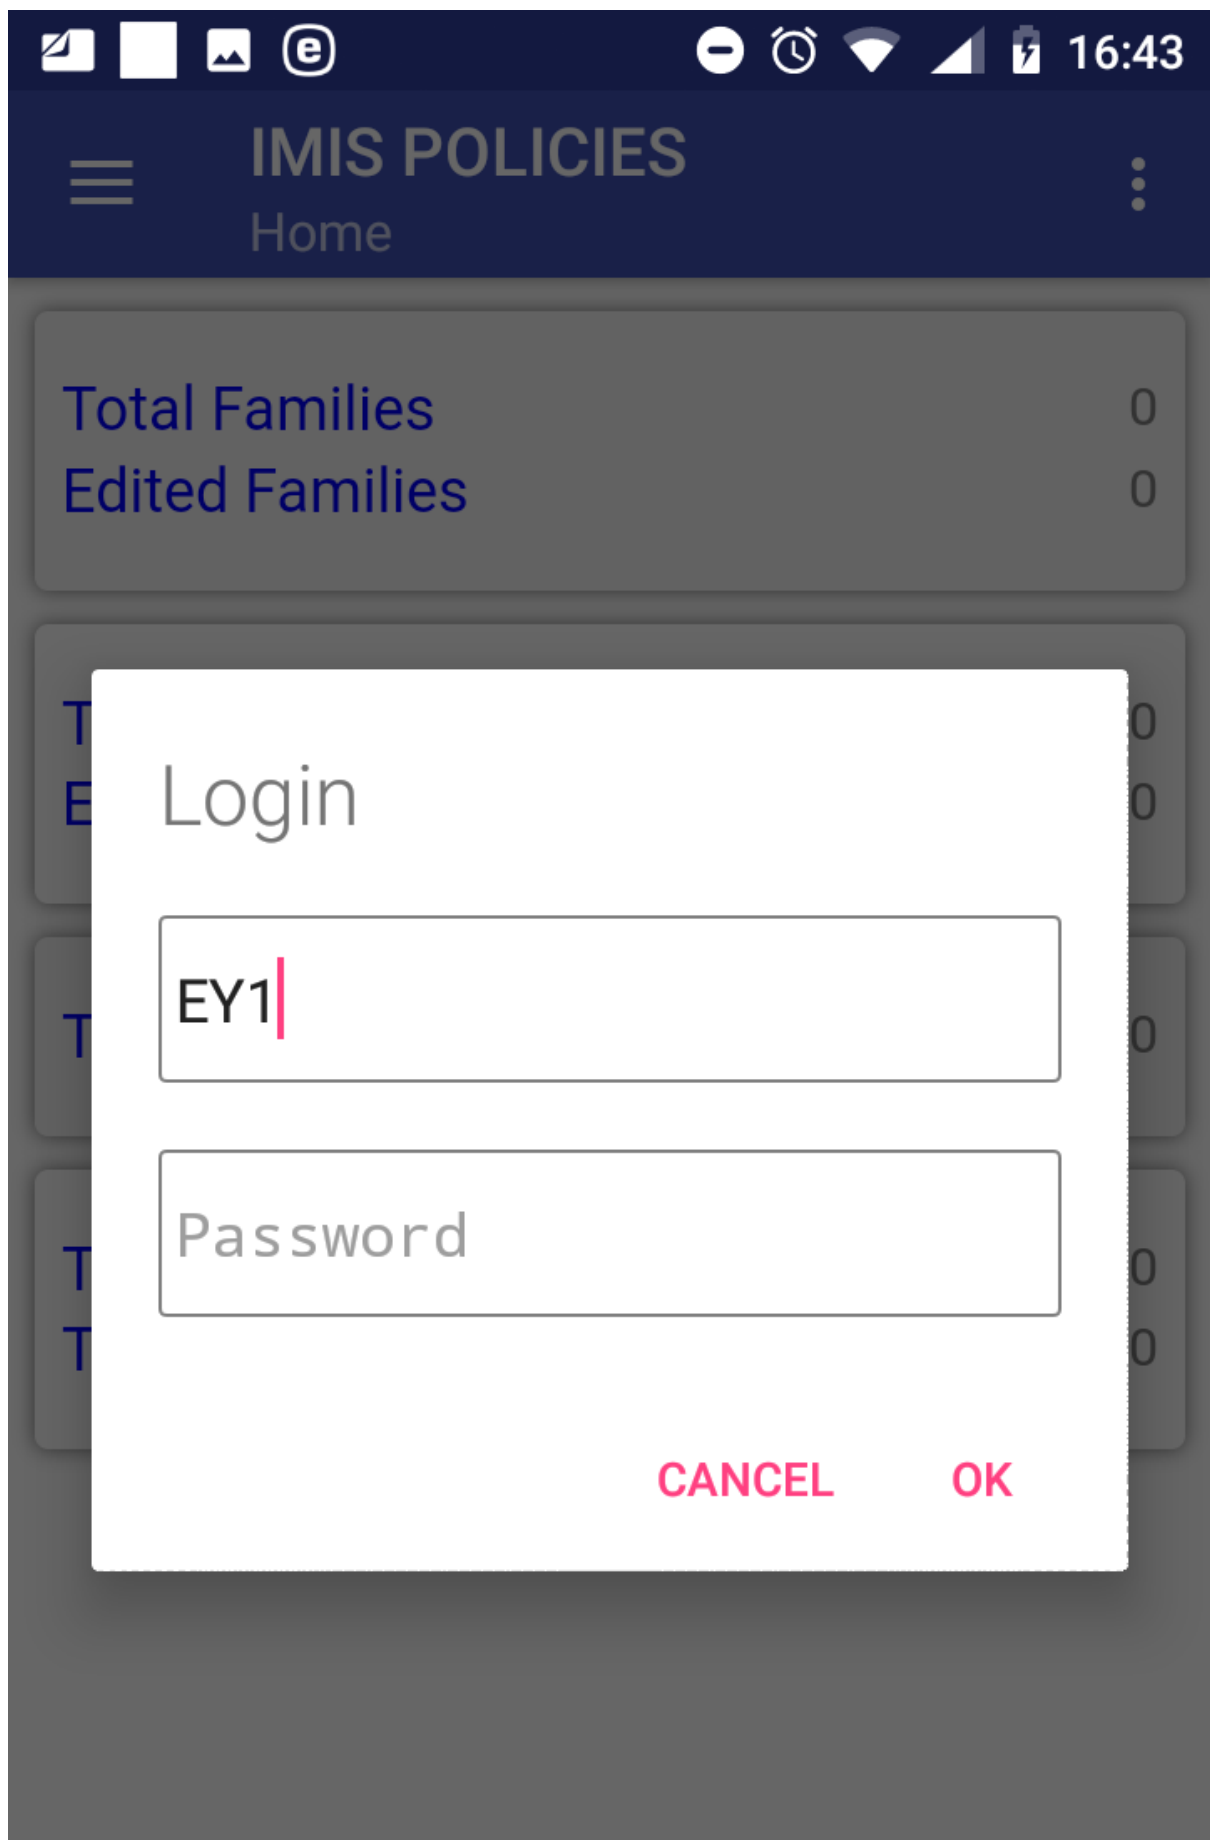 16:43
IMIS POLICIES
Home
Total Families 0
Edited Families 0
T 0
E 0
Login
EY1
T 0
Password
T 0
T 0
CANCEL OK